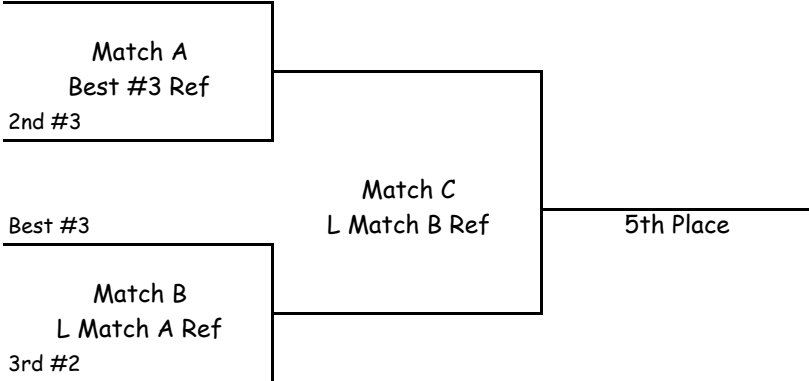 Match A
Best #3 Ref
2nd #3
Match C
L Match B Ref
5th Place
Best #3
Match B
L Match A Ref
3rd #2